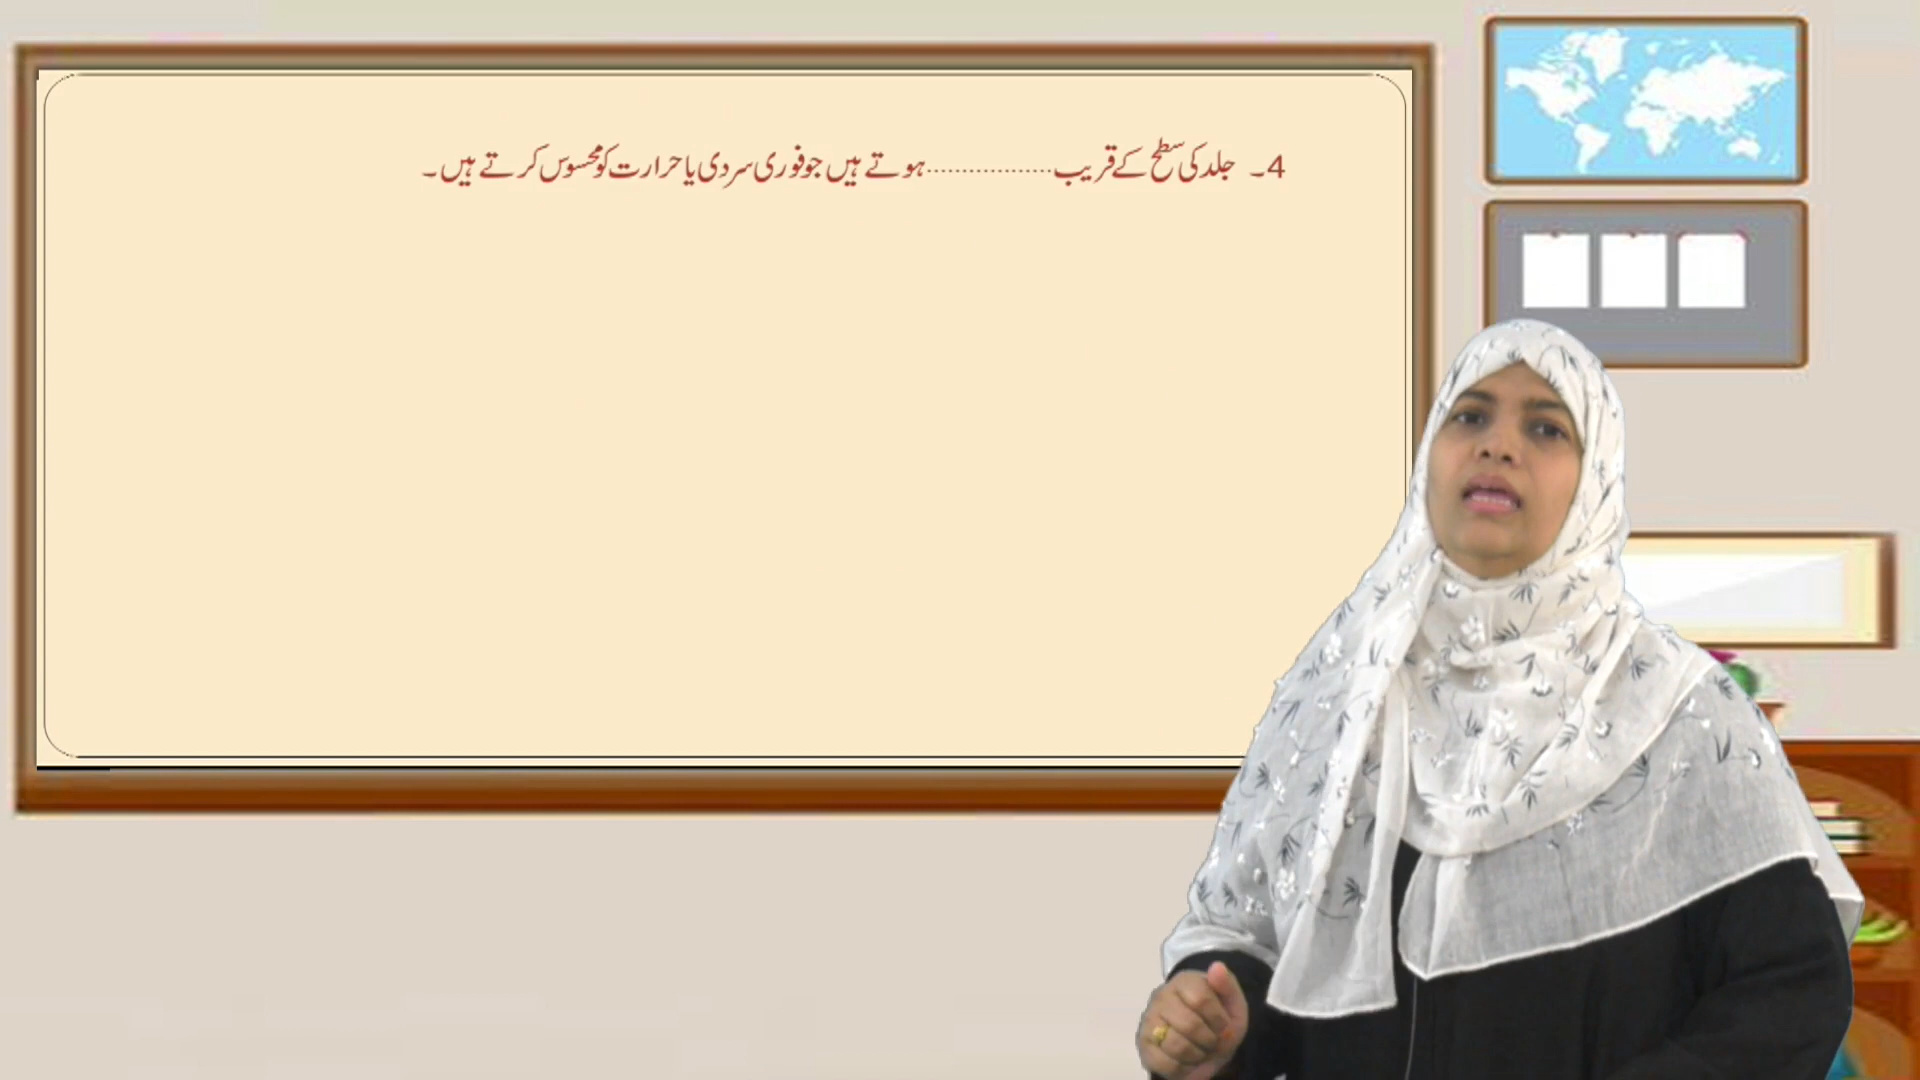 4۔ جلد کی سطح کے قریب.................ہوتے ہیں جو فوری سردی یا حرارت کو محسوس کرتے ہیں۔